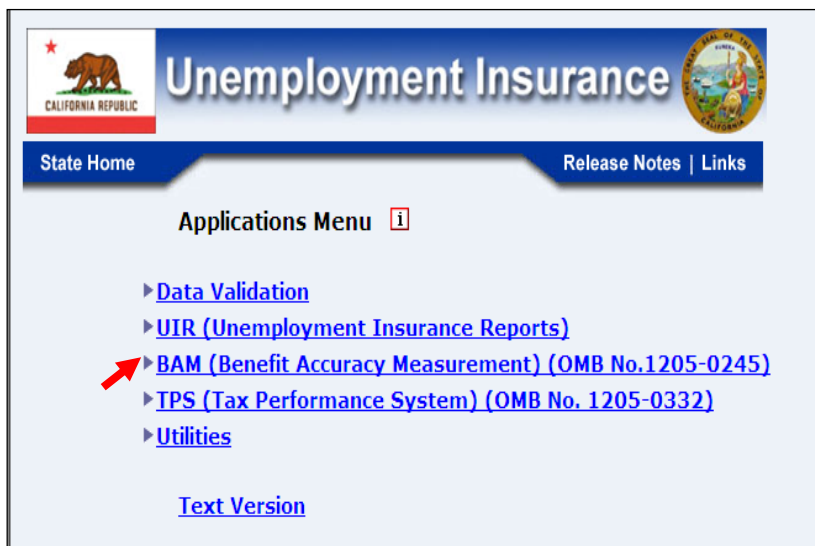 CALIFORNIA REPUBLIC
Unemployment Insurance
State Home
Release Notes | Links
Applications Menu i
Data Validation
UIR (Unemployment Insurance Reports)
BAM (Benefit Accuracy Measurement) (OMB No.1205-0245)
TPS (Tax Performance System) (OMB No. 1205-0332)
Utilities
Text Version